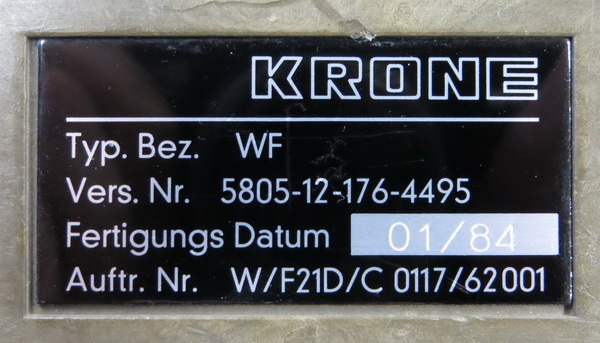 KRONE
Typ. Bez. WF
Vers. Nr. 5805-12-176-4495
Fertigungs Datum 01/84
Auftr. Nr. W/F21D/C 0117/62001